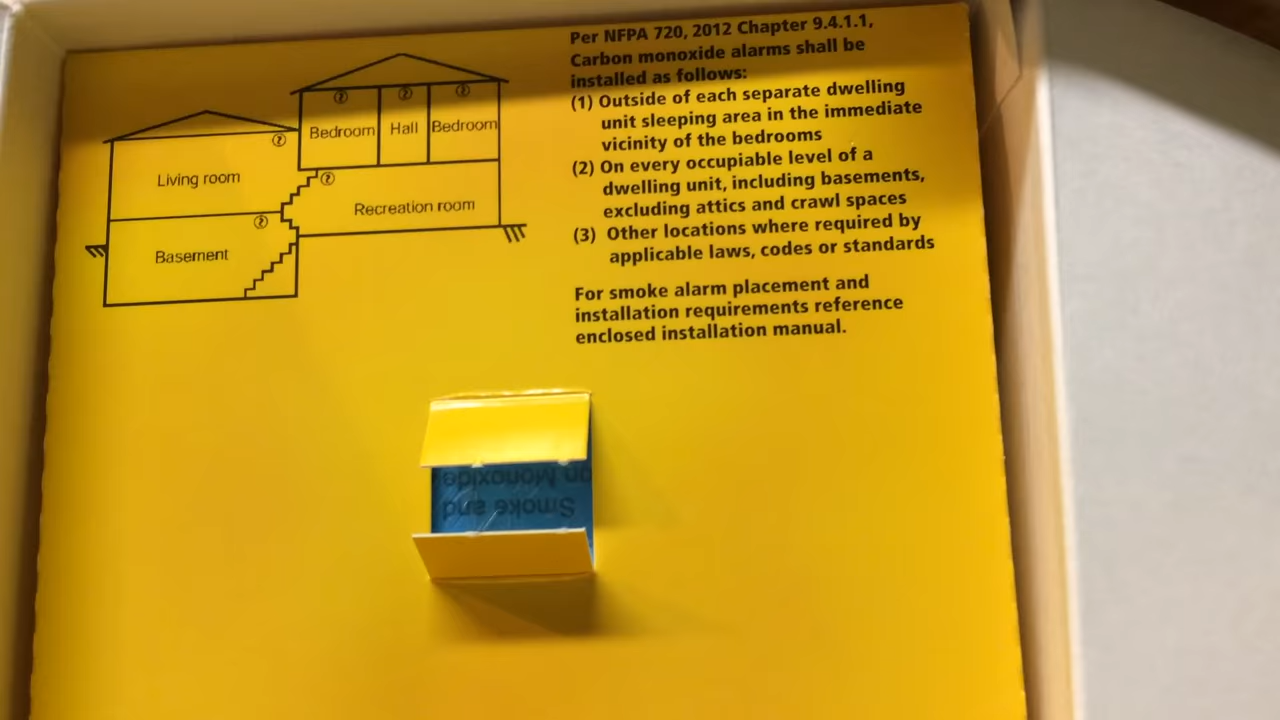 Per NFPA 720, 2012 Chapter 9.4.1.1,
Carbon monoxide alarms shall be
installed as follows:
(1) Outside of each separate dwelling
unit sleeping area in the immediate
vicinity of the bedrooms
(2) On every occupiable level of a
dwelling unit, including basements,
excluding attics and crawl spaces
(3) Other locations where required by
applicable laws, codes or standards
For smoke alarm placement and
installation requirements reference
enclosed installation manual.
Bedroom Hall Bedroom
Living room
Recreation room
Basement
Smoke and
on Monoxide